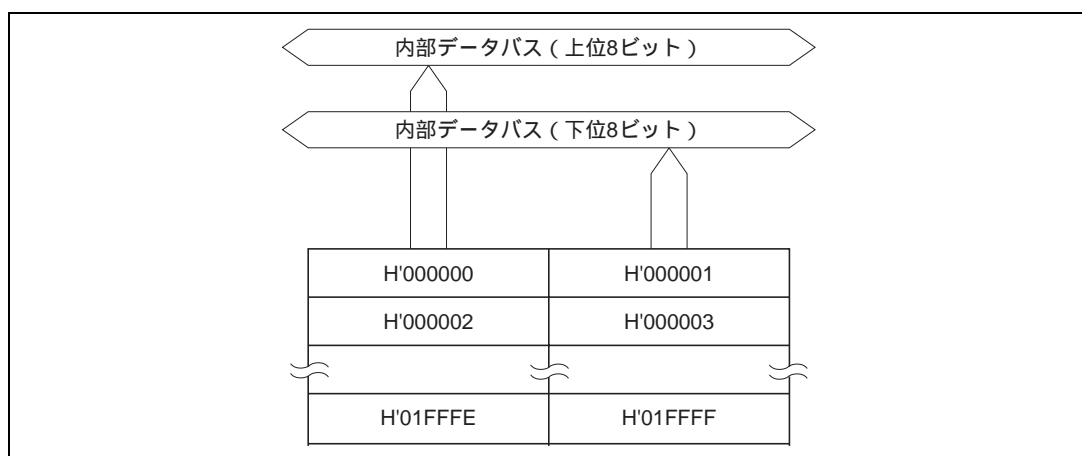 内部データバス（上位8ビット）
内部データバス（下位8ビット）
H'000000 H'000001
H'000002 H'000003
H'01FFFE H'01FFFF